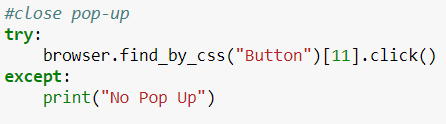 #close pop-up
try:
    browser.find_by_css("Button")[11].click()
except:
    print("No Pop Up")